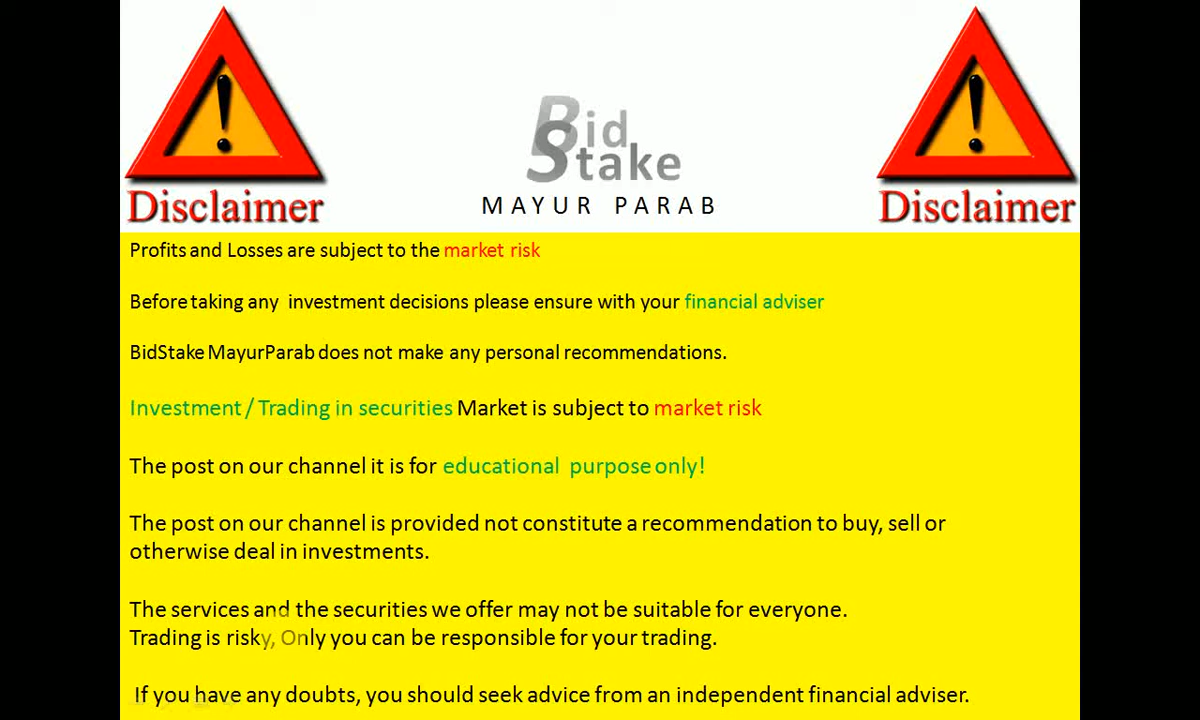 Bid
Stake
MAYUR PARAB
Disclaimer
Disclaimer
Profits and Losses are subject to the market risk
Before taking any investment decisions please ensure with your financial adviser
BidStake MayurParab does not make any personal recommendations.
Investment / Trading in securities Market is subject to market risk
The post on our channel it is for educational purpose only!
The post on our channel is provided not constitute a recommendation to buy, sell or
otherwise deal in investments.
The services and the securities we offer may not be suitable for everyone.
Trading is risky, Only you can be responsible for your trading.
If you have any doubts, you should seek advice from an independent financial adviser.